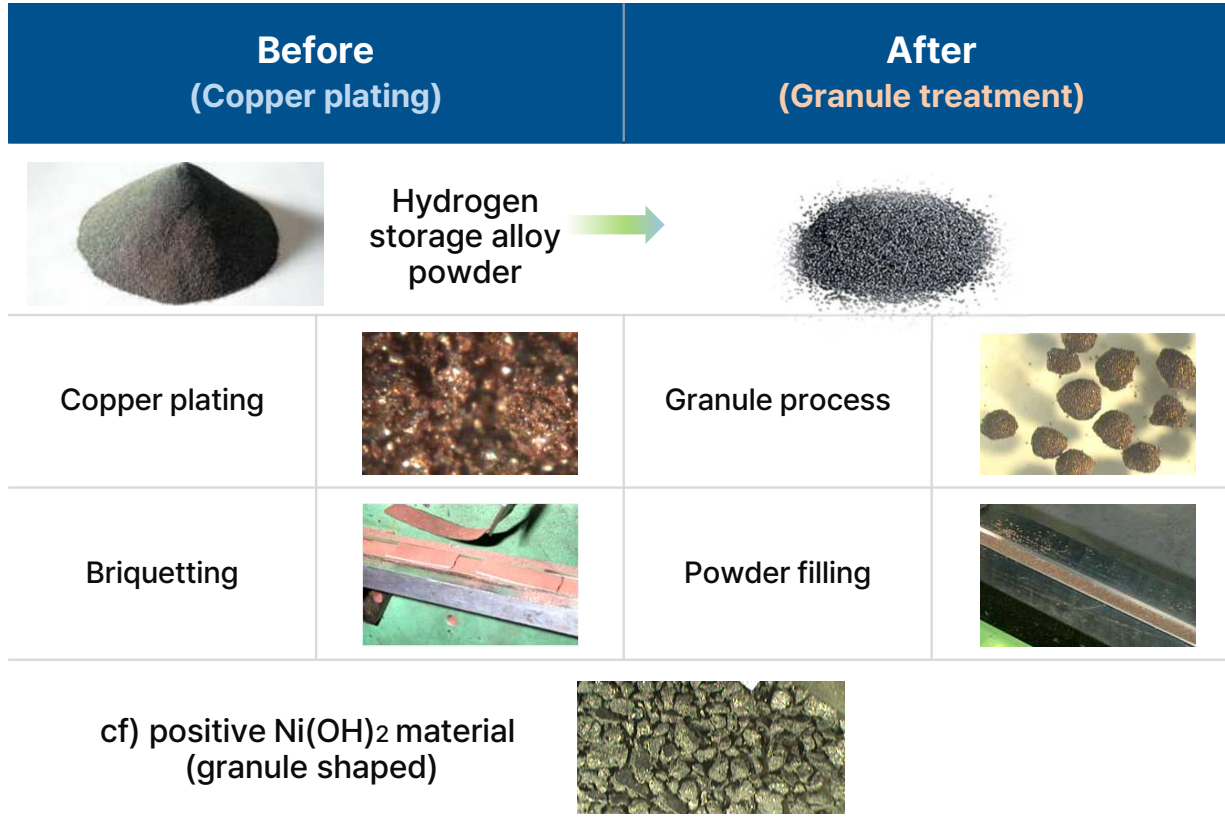 Before
(Copper plating)
After
(Granule treatment)
Hydrogen
storage alloy
powder
Copper plating
Granule process
Briquetting
Powder filling
cf) positive Ni(OH)2 material
(granule shaped)